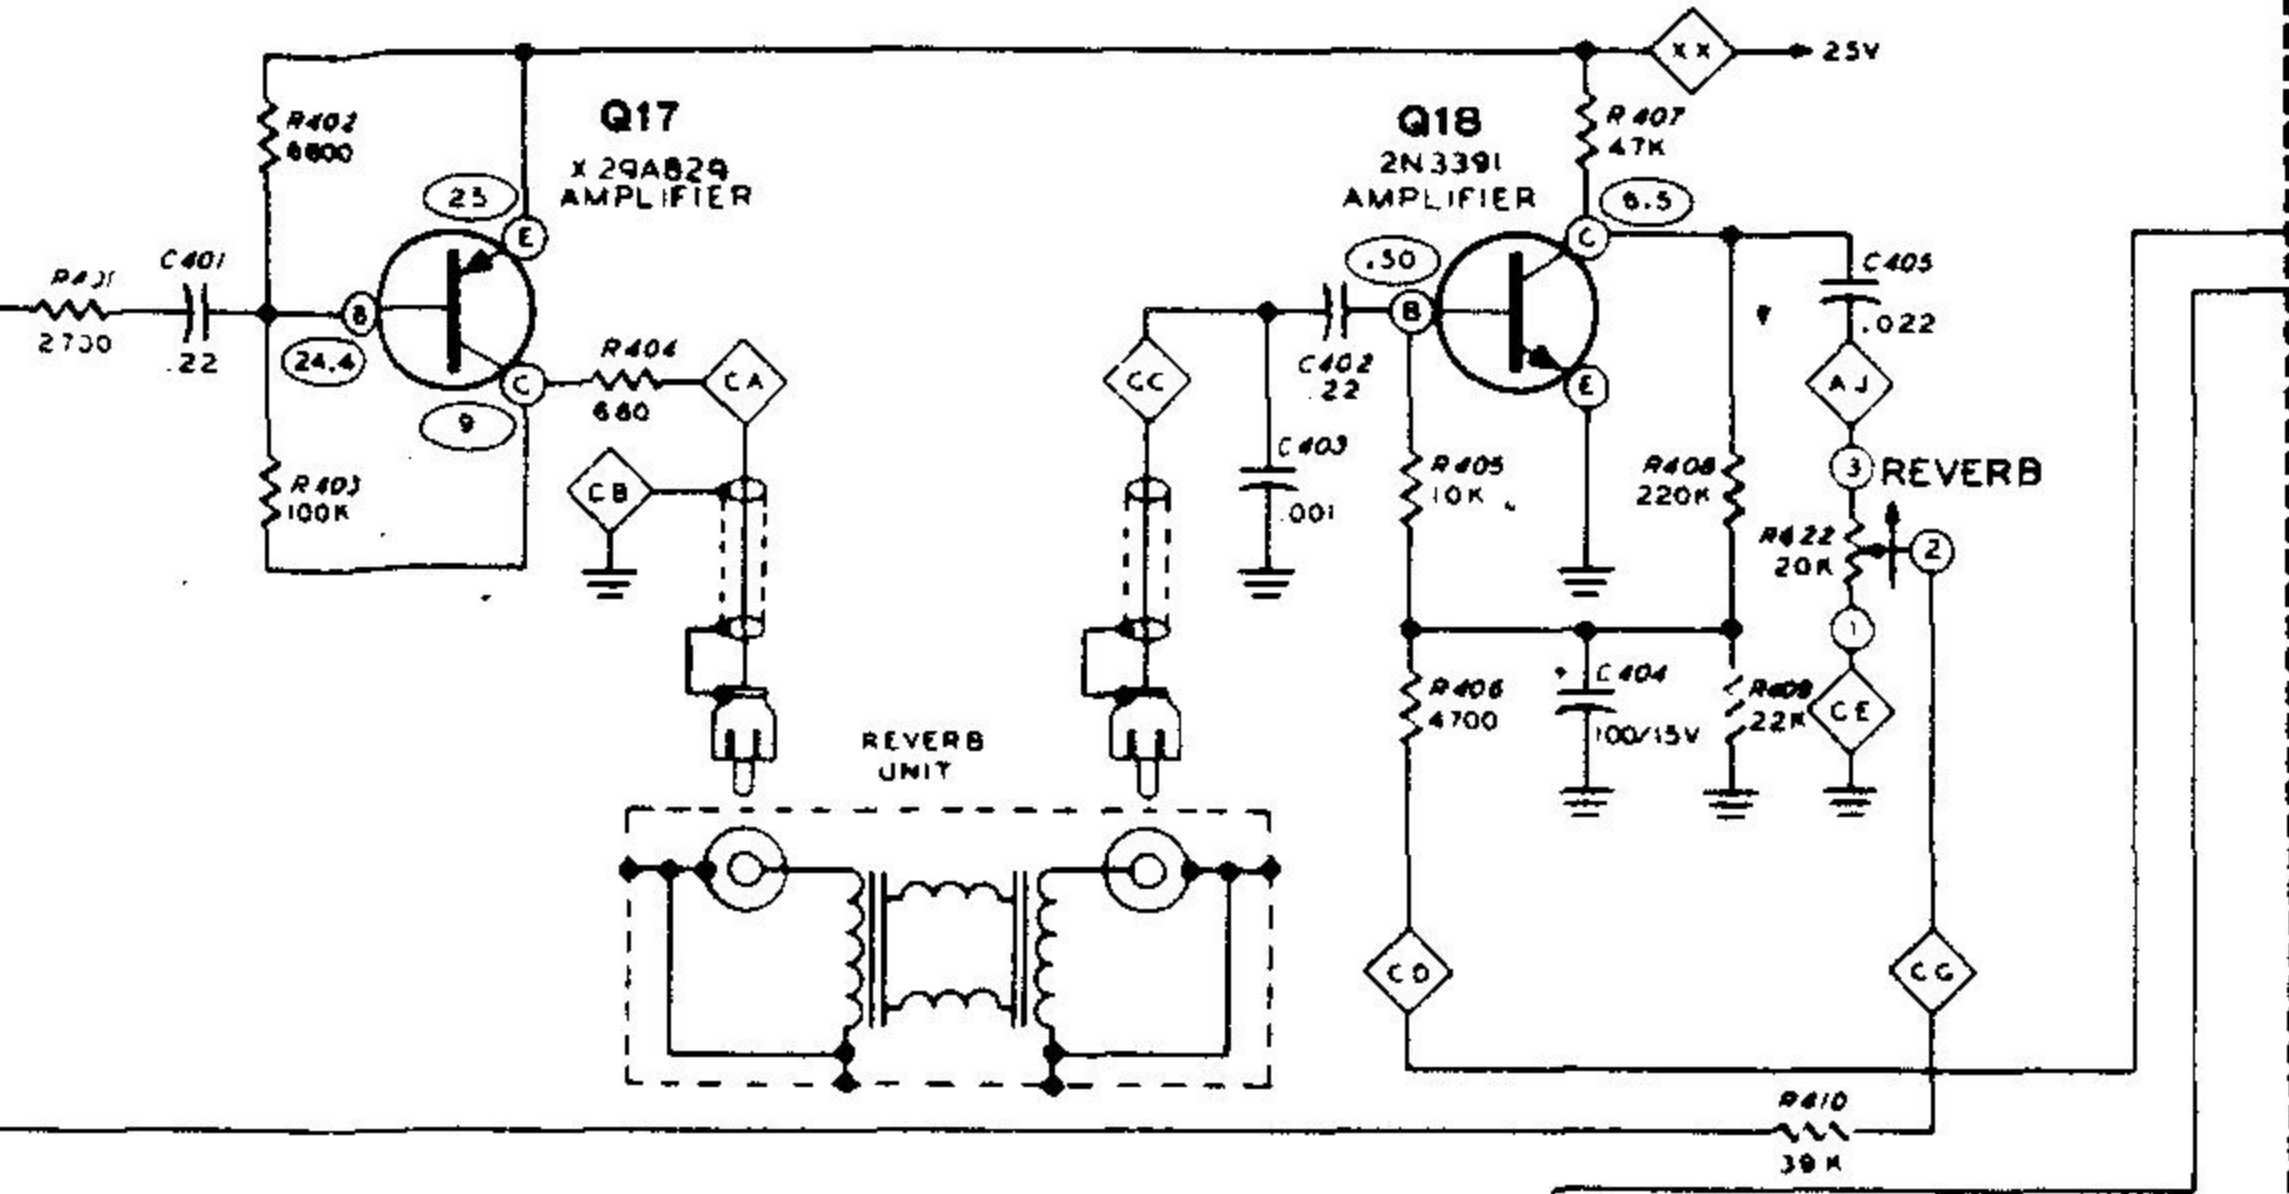 XX
25V
R402
6800
Q17
X29A829
AMPLIFIER
25
E
R401
2700
C401
.22
B
24.4
C
9
R403
100K
R404
680
CA
CB
REVERB
UNIT
Q18
2N3391
AMPLIFIER
R407
47K
6.5
C
.50
B
E
CC
C402
.22
C403
.001
R405
10K
220K
C405
.022
AJ
3
REVERB
R422
20K
2
1
CE
R406
4700
C404
100/15V
R409
22K
CD
CG
R410
39K